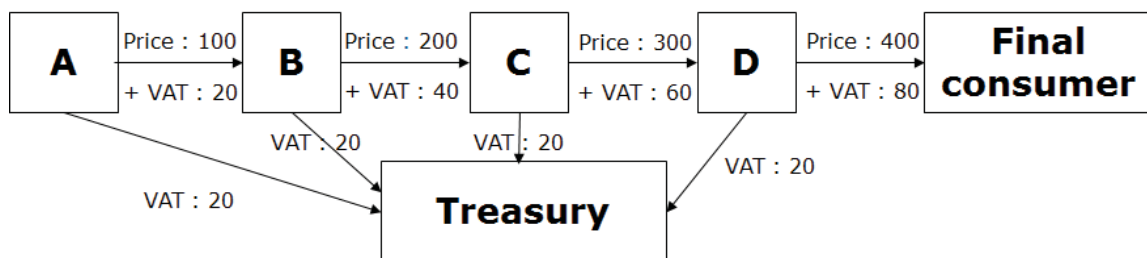 A
Price : 100
+ VAT : 20
B
Price : 200
+ VAT : 40
C
Price : 300
+ VAT : 60
D
Price : 400
+ VAT : 80
Final
consumer
VAT : 20
VAT : 20
VAT : 20
VAT : 20
Treasury